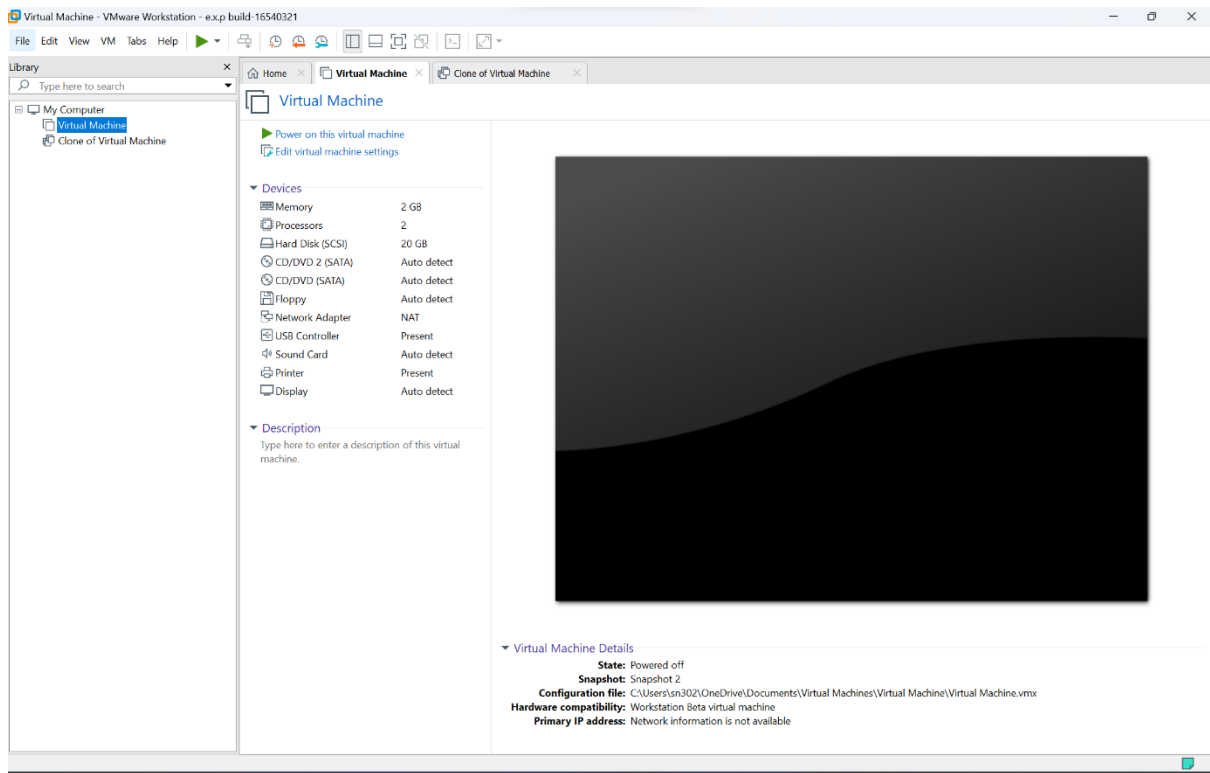 Virtual Machine - VMware Workstation - e.x.p build-16540321
File Edit View VM Tabs Help
Library
Type here to search
My Computer
Virtual Machine
Clone of Virtual Machine
Home
Virtual Machine
Clone of Virtual Machine
Virtual Machine
Power on this virtual machine
Edit virtual machine settings
Devices
Memory 2 GB
Processors 2
Hard Disk (SCSI) 20 GB
CD/DVD 2 (SATA) Auto detect
CD/DVD (SATA) Auto detect
Floppy Auto detect
Network Adapter NAT
USB Controller Present
Sound Card Auto detect
Printer Present
Display Auto detect
Description
Type here to enter a description of this virtual
machine.
Virtual Machine Details
State: Powered off
Snapshot: Snapshot 2
Configuration file: C:\Users\sn302\OneDrive\Documents\Virtual Machines\Virtual Machine\Virtual Machine.vmx
Hardware compatibility: Workstation Beta virtual machine
Primary IP address: Network information is not available